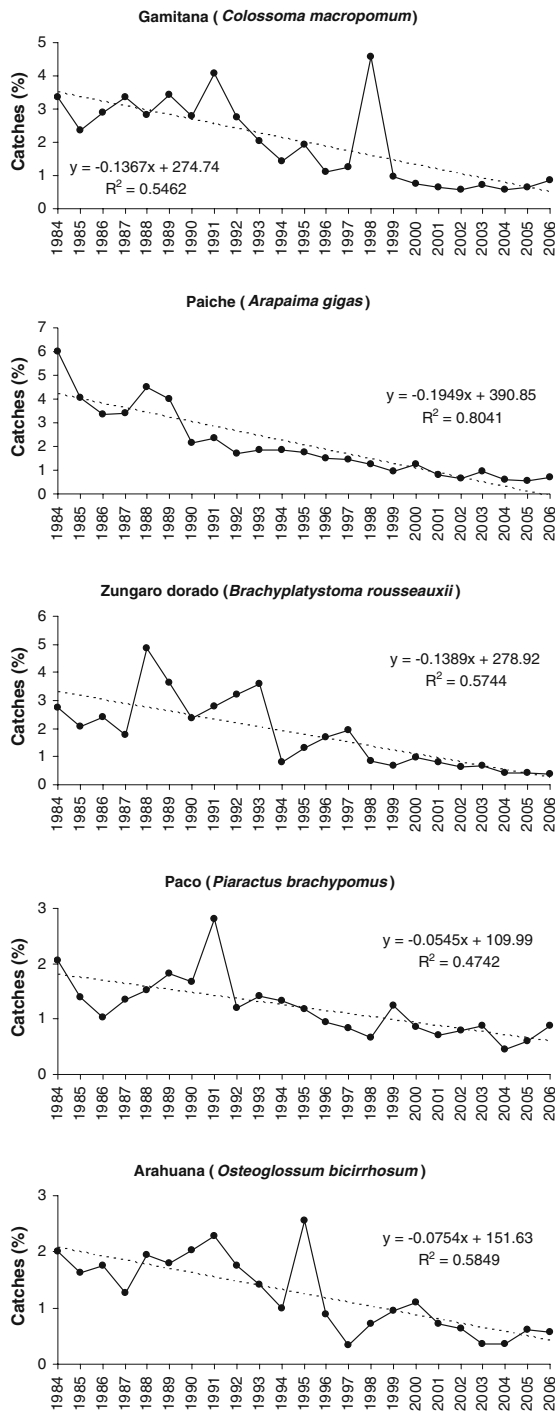 Gamitana (Colossoma macropomum)
Catches (%)
5
4
3
2
1
0
y = -0.1367x + 274.74
R² = 0.5462
1984 1985 1986 1987 1988 1989 1990 1991 1992 1993 1994 1995 1996 1997 1998 1999 2000 2001 2002 2003 2004 2005 2006
Paiche (Arapaima gigas)
Catches (%)
7
6
5
4
3
2
1
0
y = -0.1949x + 390.85
R² = 0.8041
1984 1985 1986 1987 1988 1989 1990 1991 1992 1993 1994 1995 1996 1997 1998 1999 2000 2001 2002 2003 2004 2005 2006
Zungaro dorado (Brachyplatystoma rousseauxii)
Catches (%)
6
5
4
3
2
1
0
y = -0.1389x + 278.92
R² = 0.5744
1984 1985 1986 1987 1988 1989 1990 1991 1992 1993 1994 1995 1996 1997 1998 1999 2000 2001 2002 2003 2004 2005 2006
Paco (Piaractus brachypomus)
Catches (%)
3
2
1
0
y = -0.0545x + 109.99
R² = 0.4742
1984 1985 1986 1987 1988 1989 1990 1991 1992 1993 1994 1995 1996 1997 1998 1999 2000 2001 2002 2003 2004 2005 2006
Arahuana (Osteoglossum bicirrhosum)
Catches (%)
3
2
1
0
y = -0.0754x + 151.63
R² = 0.5849
1984 1985 1986 1987 1988 1989 1990 1991 1992 1993 1994 1995 1996 1997 1998 1999 2000 2001 2002 2003 2004 2005 2006